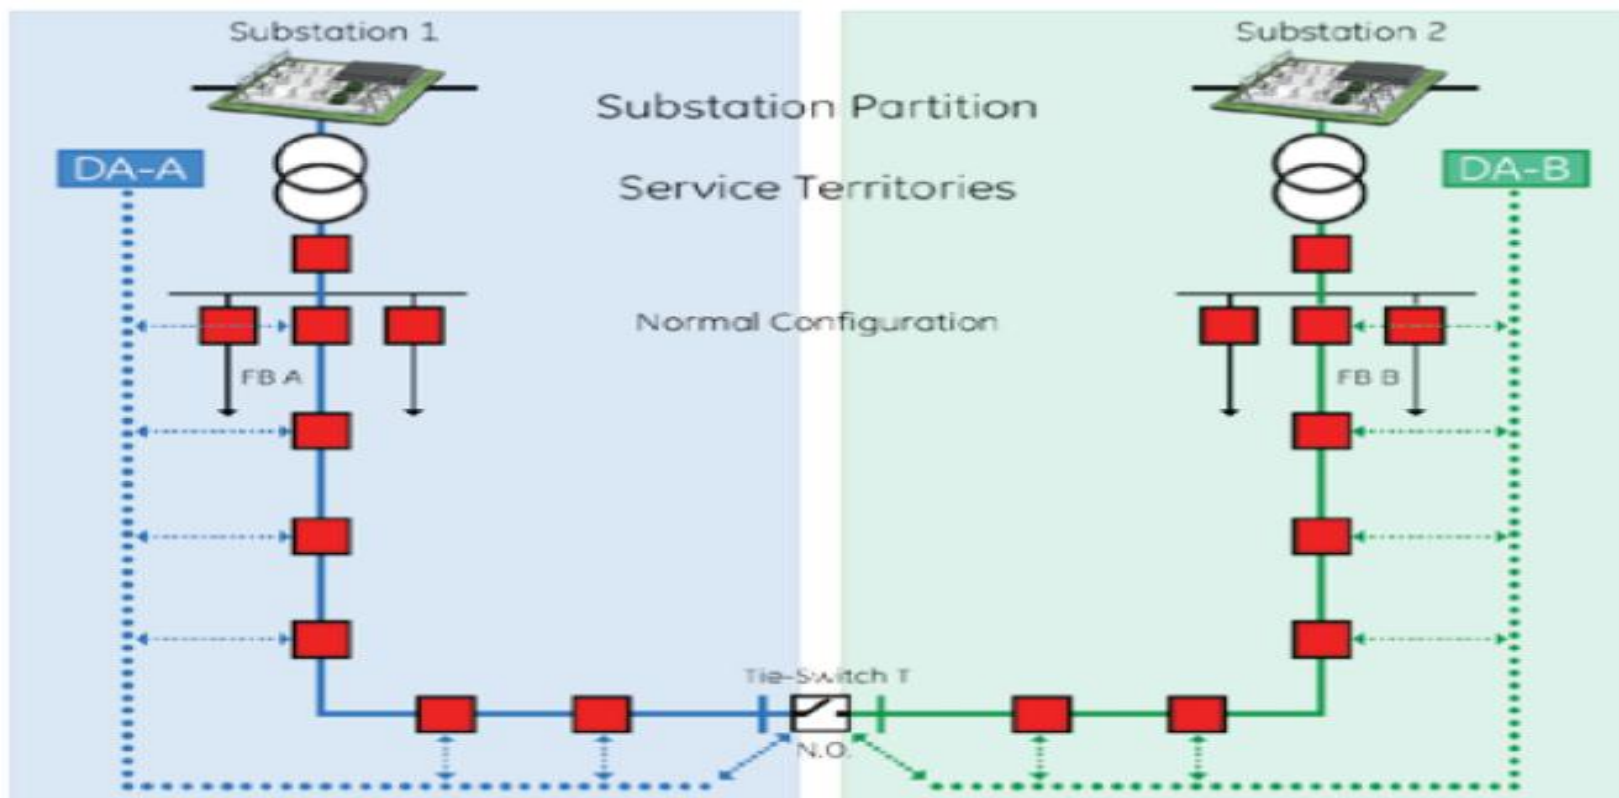 Substation 1
Substation 2
Substation Partition
DA-A
Service Territories
DA-B
Normal Configuration
FB A
FB B
Tie-Switch T
N.O.